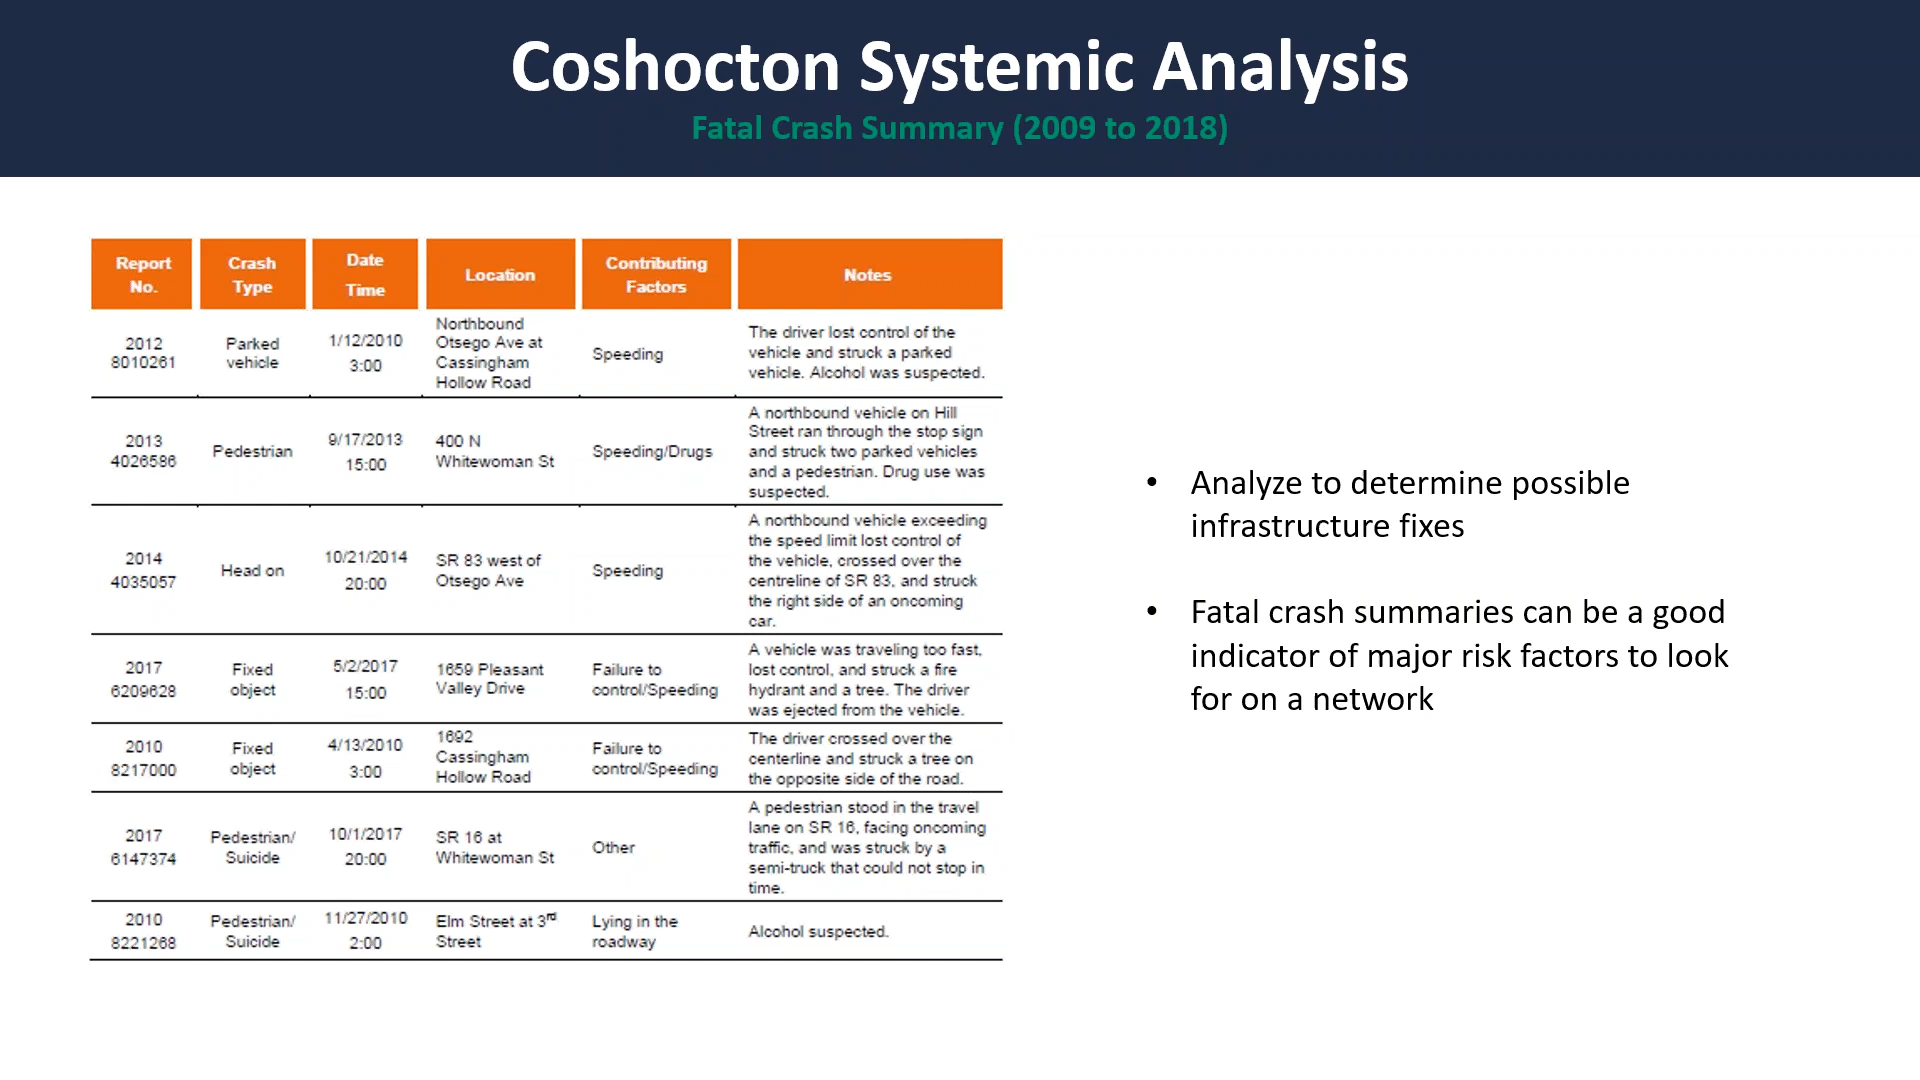 Coshocton Systemic Analysis
Fatal Crash Summary (2009 to 2018)
Report
No.
Crash
Type
Date
Time
Location
Contributing
Factors
Notes
2012
8010261
Parked
vehicle
1/12/2010
3:00
Northbound
Otsego Ave at
Cassingham
Hollow Road
Speeding
The driver lost control of the
vehicle and struck a parked
vehicle. Alcohol was suspected.
2013
4026586
Pedestrian
9/17/2013
15:00
400 N
Whitewoman St
Speeding/Drugs
A northbound vehicle on Hill
Street ran through the stop sign
and struck two parked vehicles
and a pedestrian. Drug use was
suspected.
2014
4035057
Head on
10/21/2014
20:00
SR 83 west of
Otsego Ave
Speeding
A northbound vehicle exceeding
the speed limit lost control of
the vehicle, crossed over the
centreline of SR 83, and struck
the right side of an oncoming
car.
2017
6209628
Fixed
object
5/2/2017
15:00
1659 Pleasant
Valley Drive
Failure to
control/Speeding
A vehicle was traveling too fast,
lost control, and struck a fire
hydrant and a tree. The driver
was ejected from the vehicle.
2010
8217000
Fixed
object
4/13/2010
3:00
1692
Cassingham
Hollow Road
Failure to
control/Speeding
The driver crossed over the
centerline and struck a tree on
the opposite side of the road.
2017
6147374
Pedestrian/
Suicide
10/1/2017
20:00
SR 16 at
Whitewoman St
Other
A pedestrian stood in the travel
lane on SR 16, facing oncoming
traffic, and was struck by a
semi-truck that could not stop in
time.
2010
8221268
Pedestrian/
Suicide
11/27/2010
2:00
Elm Street at 3rd
Street
Lying in the
roadway
Alcohol suspected.
• Analyze to determine possible
infrastructure fixes
• Fatal crash summaries can be a good
indicator of major risk factors to look
for on a network